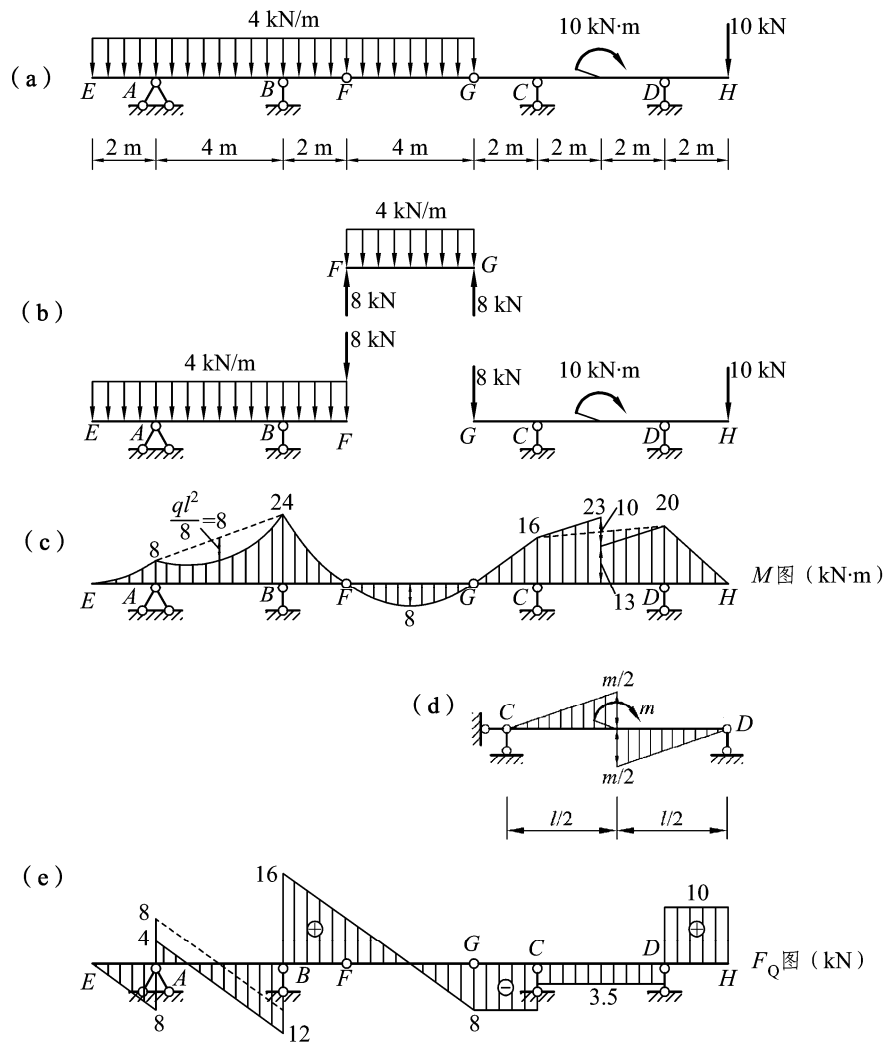 4 kN/m 10 kN·m 10 kN
(a)
E A B F G C D H
2 m 4 m 2 m 4 m 2 m 2 m 2 m 2 m
4 kN/m
F G
(b)
8 kN 8 kN
8 kN
4 kN/m 8 kN 10 kN·m 10 kN
E A B F G C D H
(c)
ql²/8=8
8 24 16 23 10 20
E A B F G C D H
8 13
M图(kN·m)
(d)
m/2
C m D
m/2
l/2 l/2
(e)
16 10
8
4
E A B F G C D H
⊕ ⊖ ⊕
8 12 8 3.5
F_Q图(kN)